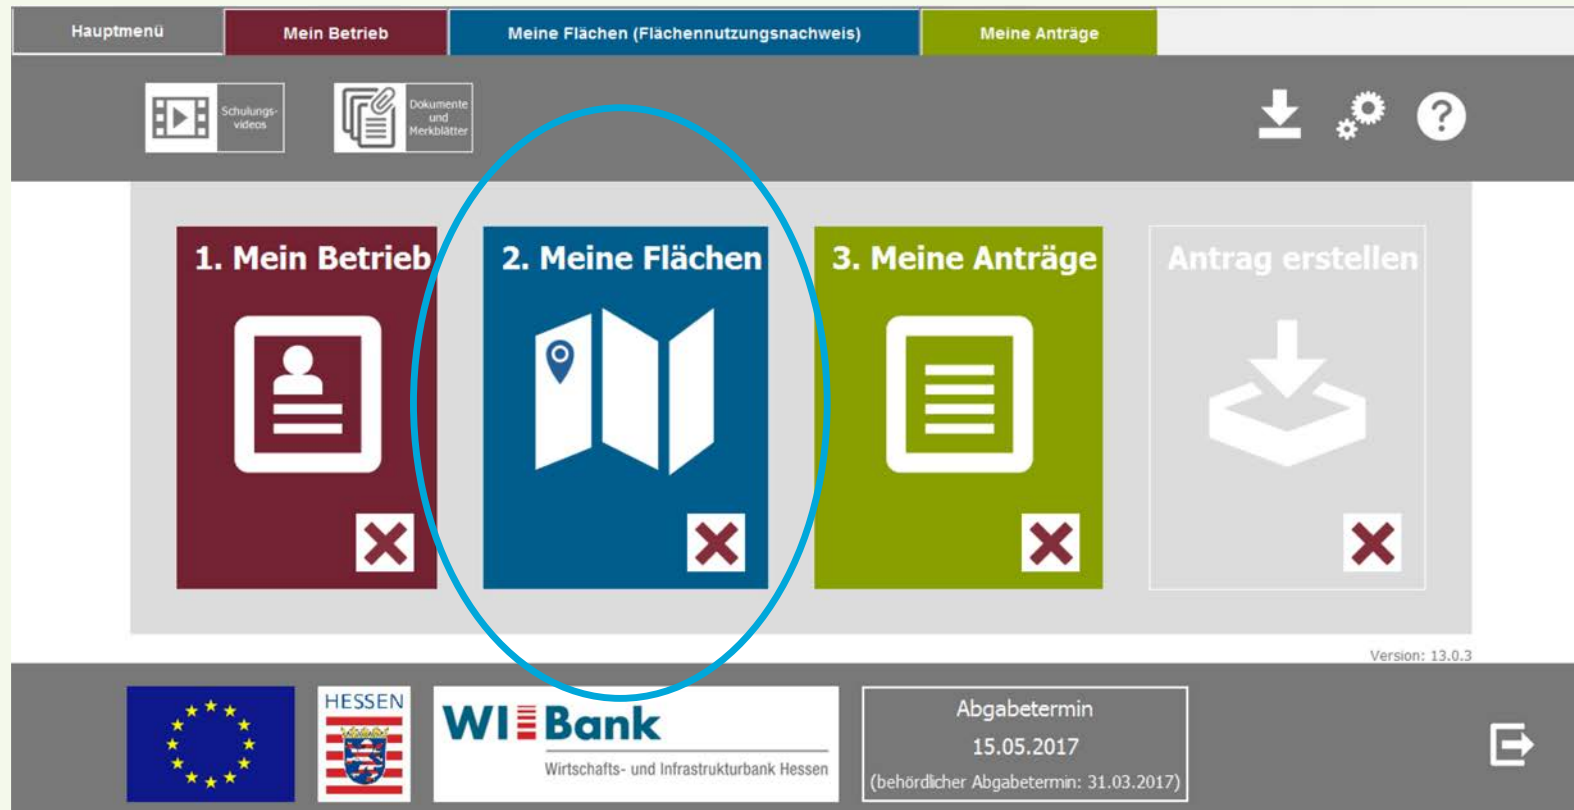 Hauptmenü
Mein Betrieb
Meine Flächen (Flächennutzungsnachweis)
Meine Anträge
Schulungs-
videos
Dokumente
und
Merkblätter
?
1. Mein Betrieb
2. Meine Flächen
3. Meine Anträge
Antrag erstellen
Version: 13.0.3
HESSEN
WIBank
Wirtschafts- und Infrastrukturbank Hessen
Abgabetermin
15.05.2017
(behördlicher Abgabetermin: 31.03.2017)